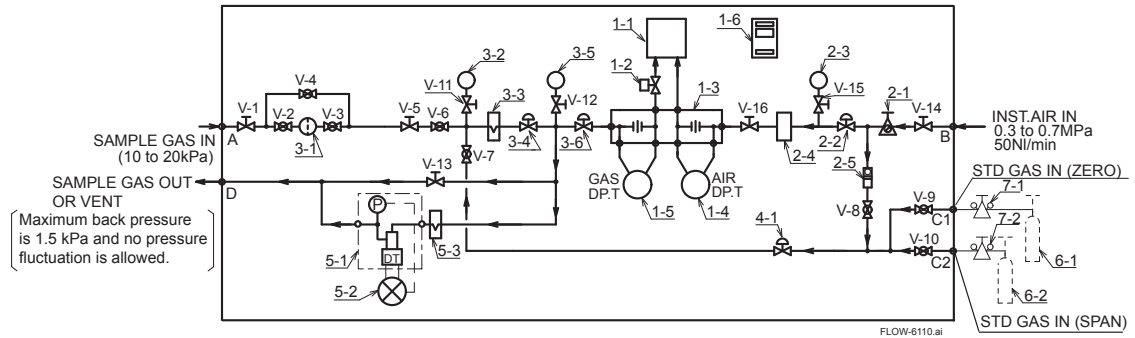 1-1
1-6
3-2
3-5
1-2
2-3
V-4
V-11
3-3
V-12
1-3
V-15
2-1
V-1
V-2
V-3
V-5
V-6
V-16
V-14
A
3-1
3-4
3-6
2-2
2-4
B
SAMPLE GAS IN
(10 to 20kPa)
INST.AIR IN
0.3 to 0.7MPa
50Nl/min
V-7
V-13
GAS
DP.T
AIR
DP.T
2-5
SAMPLE GAS OUT
OR VENT
D
Maximum back pressure
is 1.5 kPa and no pressure
fluctuation is allowed.
STD GAS IN (ZERO)
7-1
V-9
C1
V-8
1-5
1-4
P
4-1
7-2
V-10
C2
5-1
DT
5-3
5-2
6-1
6-2
STD GAS IN (SPAN)
FLOW-6110.ai